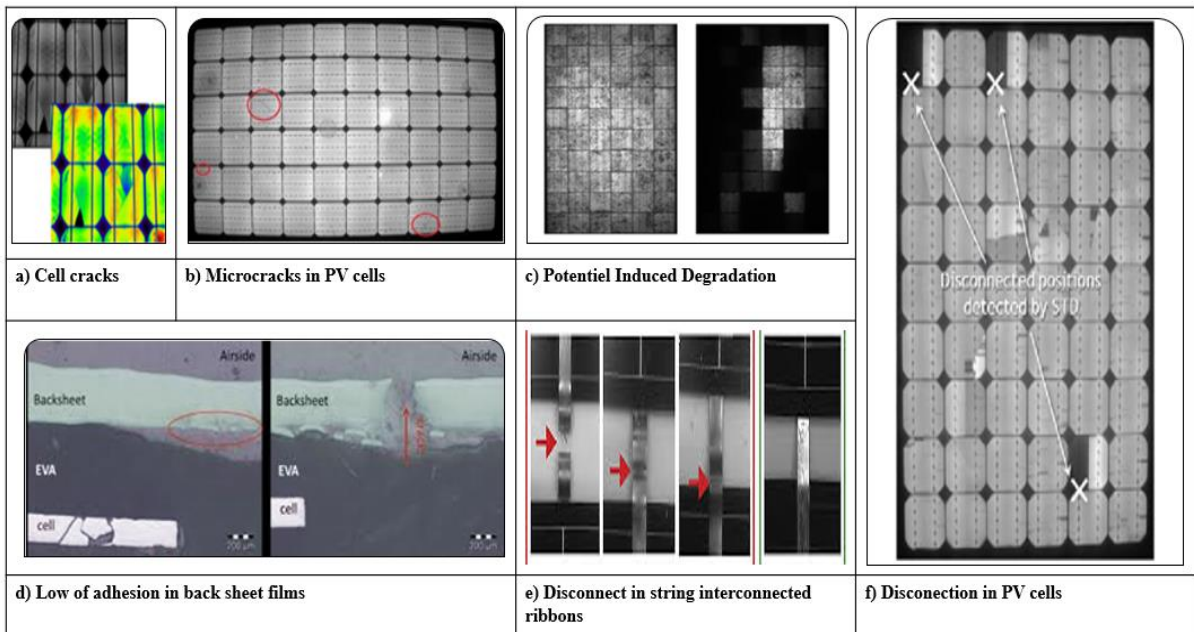 a) Cell cracks
b) Microcracks in PV cells
c) Potentiel Induced Degradation
Disconnected positions
detected by STD
Airside
Backsheet
EVA
cell
200 µm
Airside
Backsheet
EVA
cell
200 µm
d) Low of adhesion in back sheet films
e) Disconnect in string interconnected
ribbons
f) Disconection in PV cells